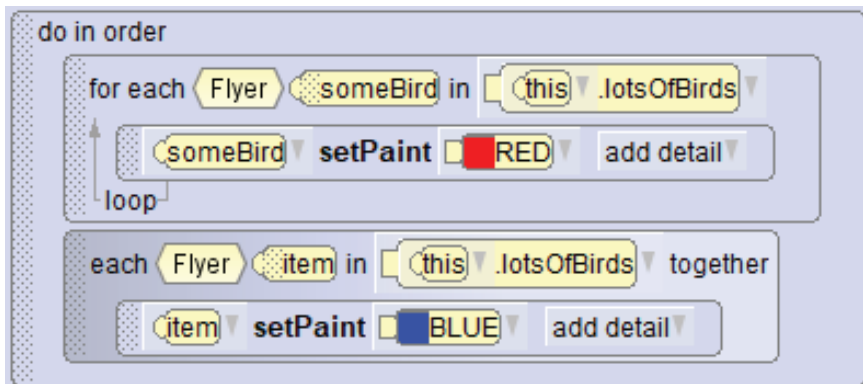 do in order
for each Flyer someBird in this .lotsOfBirds
someBird setPaint RED add detail
loop
each Flyer item in this .lotsOfBirds together
item setPaint BLUE add detail